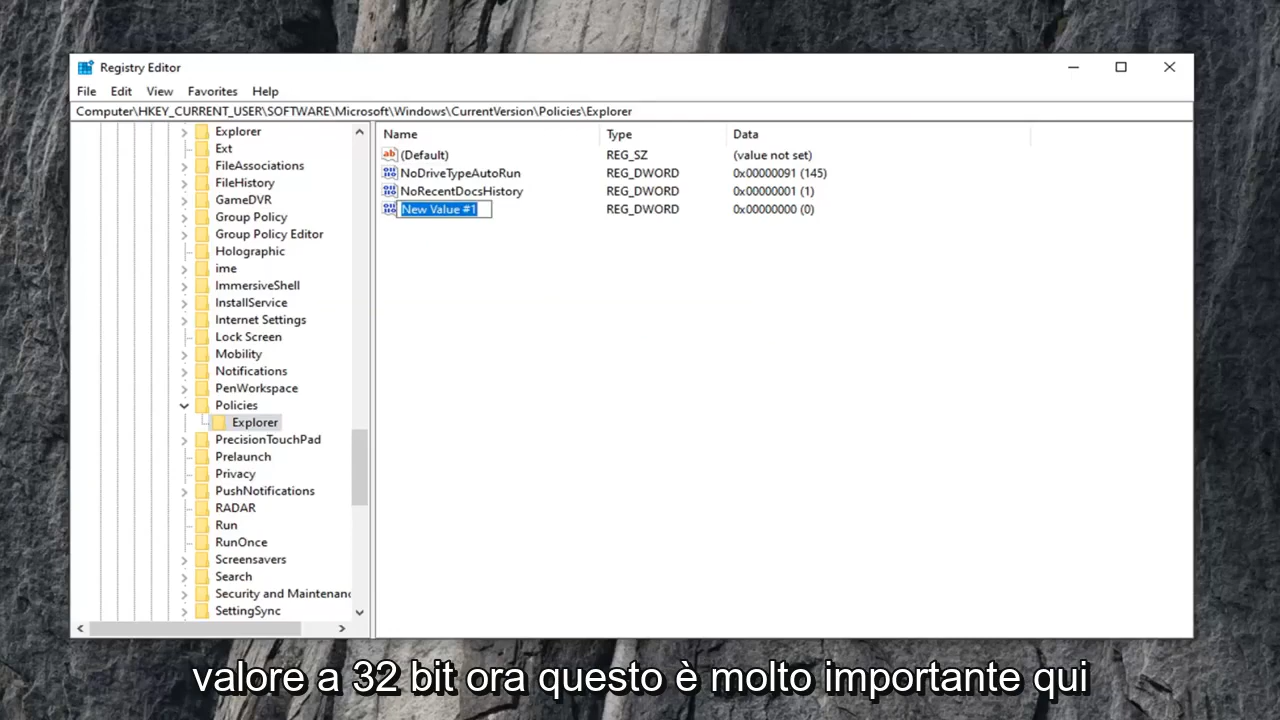 Registry Editor
File Edit View Favorites Help
Computer\HKEY_CURRENT_USER\SOFTWARE\Microsoft\Windows\CurrentVersion\Policies\Explorer
Explorer
Ext
FileAssociations
FileHistory
GameDVR
Group Policy
Group Policy Editor
Holographic
ime
ImmersiveShell
InstallService
Internet Settings
Lock Screen
Mobility
Notifications
PenWorkspace
Policies
Explorer
PrecisionTouchPad
Prelaunch
Privacy
PushNotifications
RADAR
Run
RunOnce
Screensavers
Search
Security and Maintenanc
SettingSync
Name Type Data
(Default) REG_SZ (value not set)
NoDriveTypeAutoRun REG_DWORD 0x00000091 (145)
NoRecentDocsHistory REG_DWORD 0x00000001 (1)
New Value #1 REG_DWORD 0x00000000 (0)
valore a 32 bit ora questo è molto importante qui